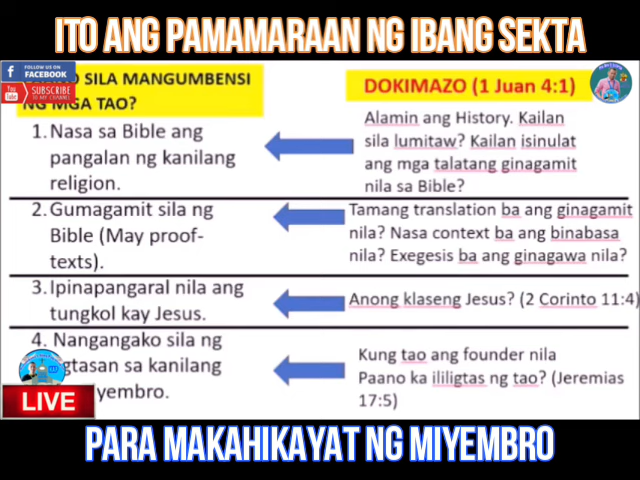 ITO ANG PAMAMARAAN NG IBANG SEKTA
FOLLOW US ON
FACEBOOK
SILA MANGUMBENSI
SUBSCRIBE
TO MY CHANNEL
NG MGA TAO?
DOKIMAZO (1 Juan 4:1)
1. Nasa sa Bible ang
pangalan ng kanilang
religion.
Alamin ang History. Kailan
sila lumitaw? Kailan isinulat
ang mga talatang ginagamit
nila sa Bible?
2. Gumagamit sila ng
Bible (May proof-
texts).
Tamang translation ba ang ginagamit
nila? Nasa context ba ang binabasa
nila? Exegesis ba ang ginagawa nila?
3. Ipinapangaral nila ang
tungkol kay Jesus.
Anong klaseng Jesus? (2 Corinto 11:4)
4. Nangangako sila ng
gtasan sa kanilang
yembro.
Kung tao ang founder nila
Paano ka ililigtas ng tao? (Jeremias
17:5)
LIVE
PARA MAKAHIKAYAT NG MIYEMBRO